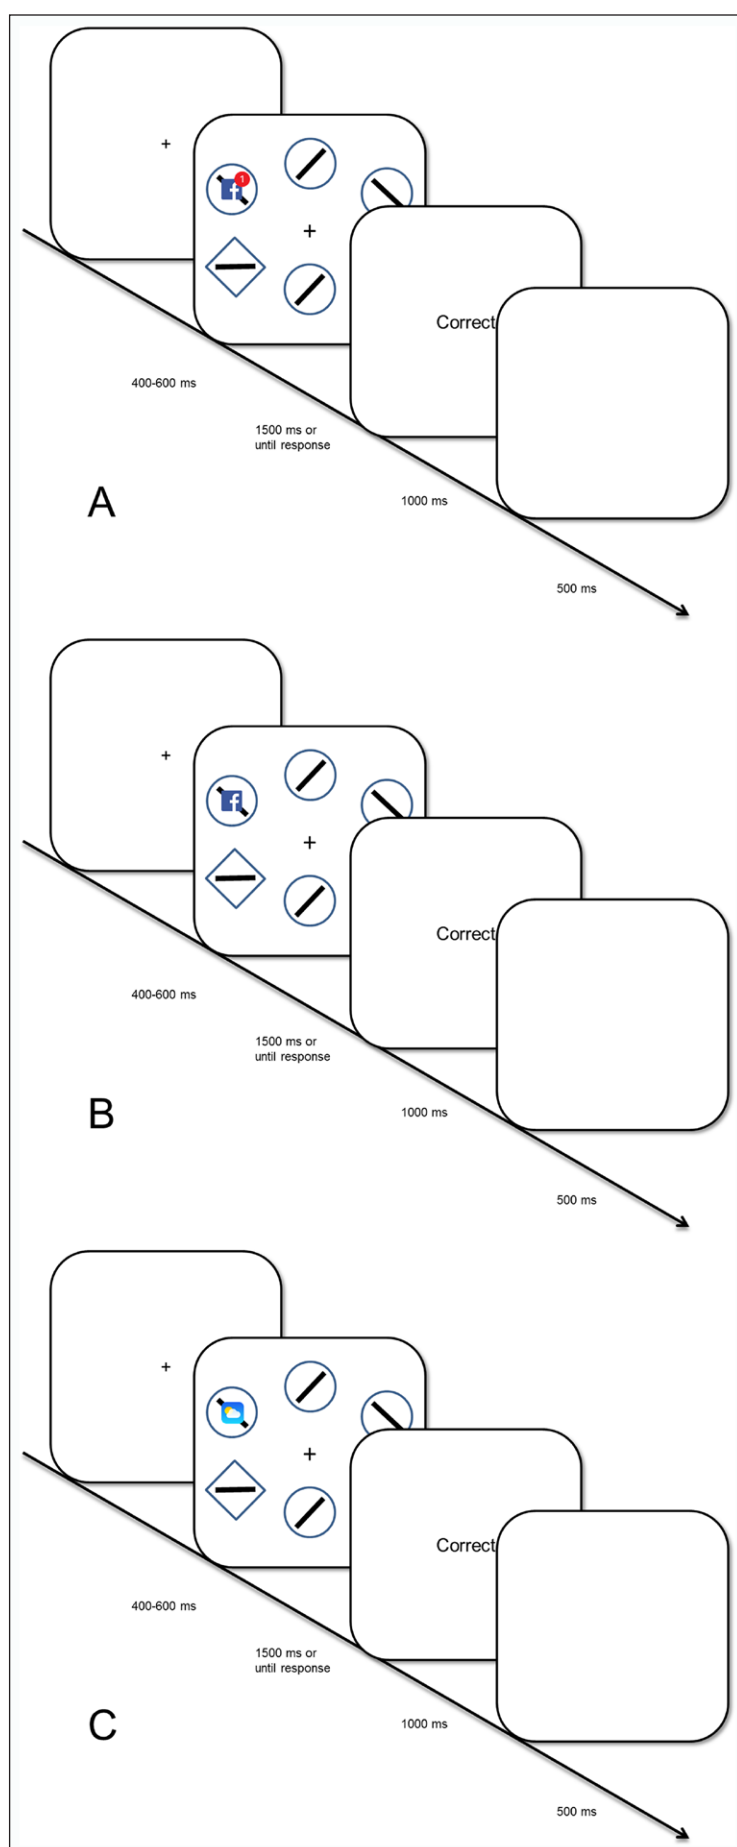 +
f 1
+
Correct
400-600 ms
1500 ms or
until response
1000 ms
A
500 ms
+
f
+
Correct
400-600 ms
1500 ms or
until response
1000 ms
B
500 ms
+
+
Correct
400-600 ms
1500 ms or
until response
1000 ms
C
500 ms